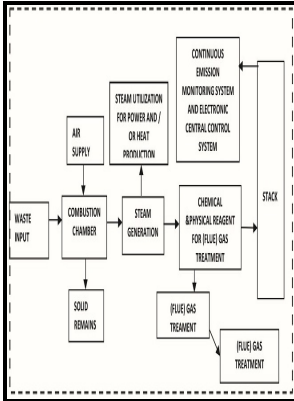 CONTINUOUS
EMISSION
MONITORING SYSTEM
AND ELECTRONIC
CENTRAL CONTROL
SYSTEM
STEAM UTILIZATION
FOR POWER AND /
OR HEAT
PRODUCTION
AIR
SUPPLY
WASTE
INPUT
COMBUSTION
CHAMBER
STEAM
GENERATION
CHEMICAL
&PHYSICAL REAGENT
FOR (FLUE) GAS
TREATMENT
STACK
SOLID
REMAINS
(FLUE) GAS
TREAMENT
(FLUE) GAS
TREATMENT